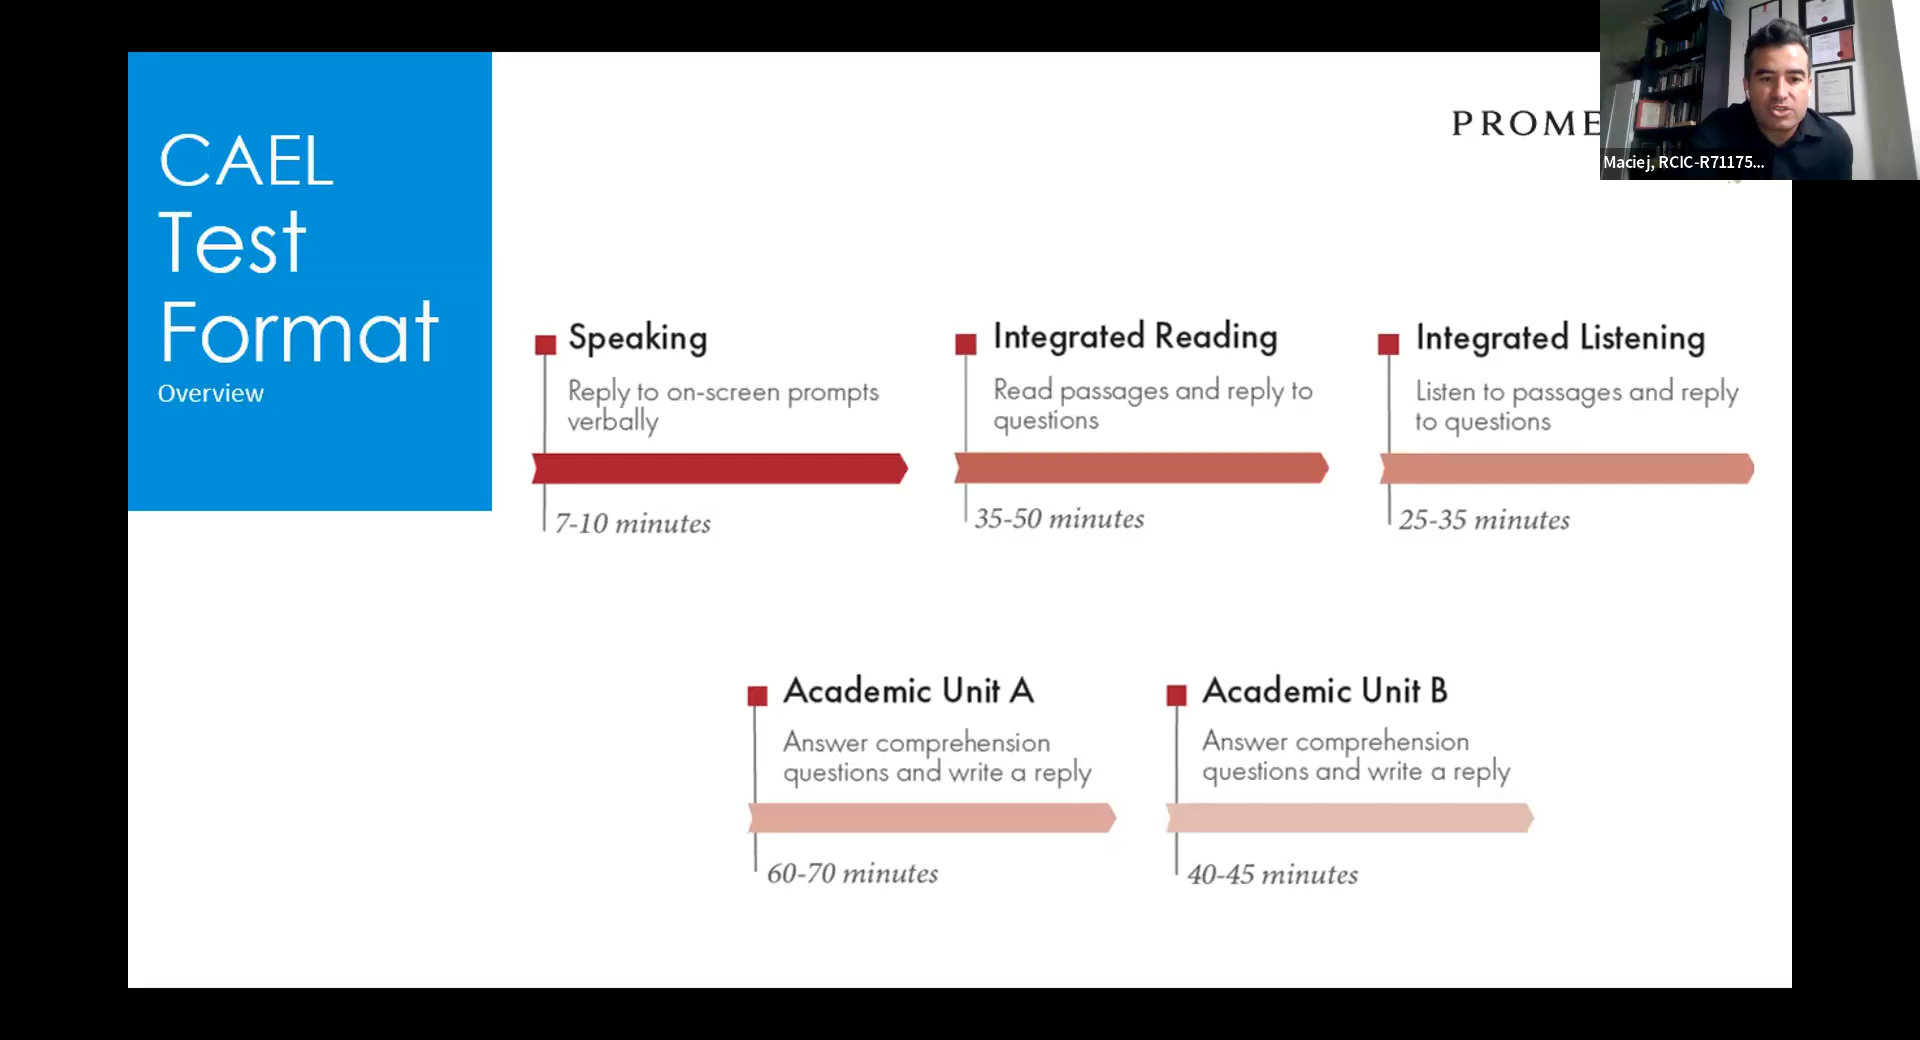 CAEL
Test
Format
Overview
PROME
Maciej, RCIC-R71175...
Speaking
Reply to on-screen prompts
verbally
7-10 minutes
Integrated Reading
Read passages and reply to
questions
35-50 minutes
Integrated Listening
Listen to passages and reply
to questions
25-35 minutes
Academic Unit A
Answer comprehension
questions and write a reply
60-70 minutes
Academic Unit B
Answer comprehension
questions and write a reply
40-45 minutes